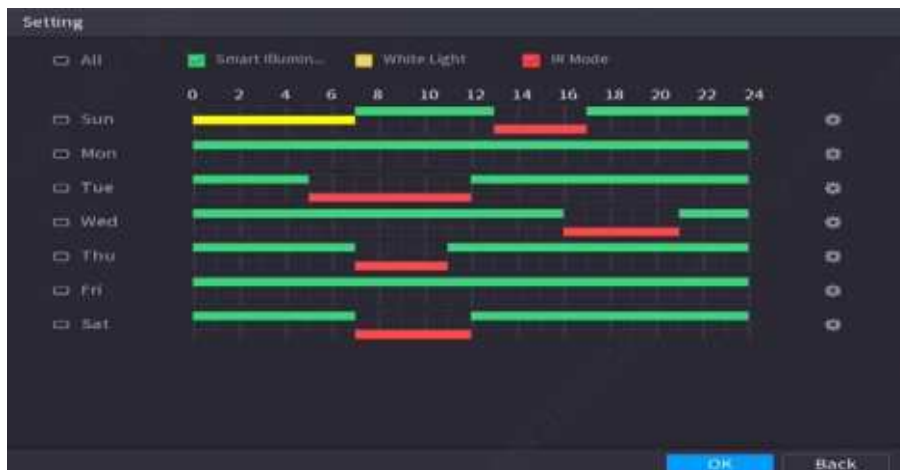 Setting
All Smart Illumin... White Light IR Mode
0 2 4 6 8 10 12 14 16 18 20 22 24
Sun
Mon
Tue
Wed
Thu
Fri
Sat
OK Back